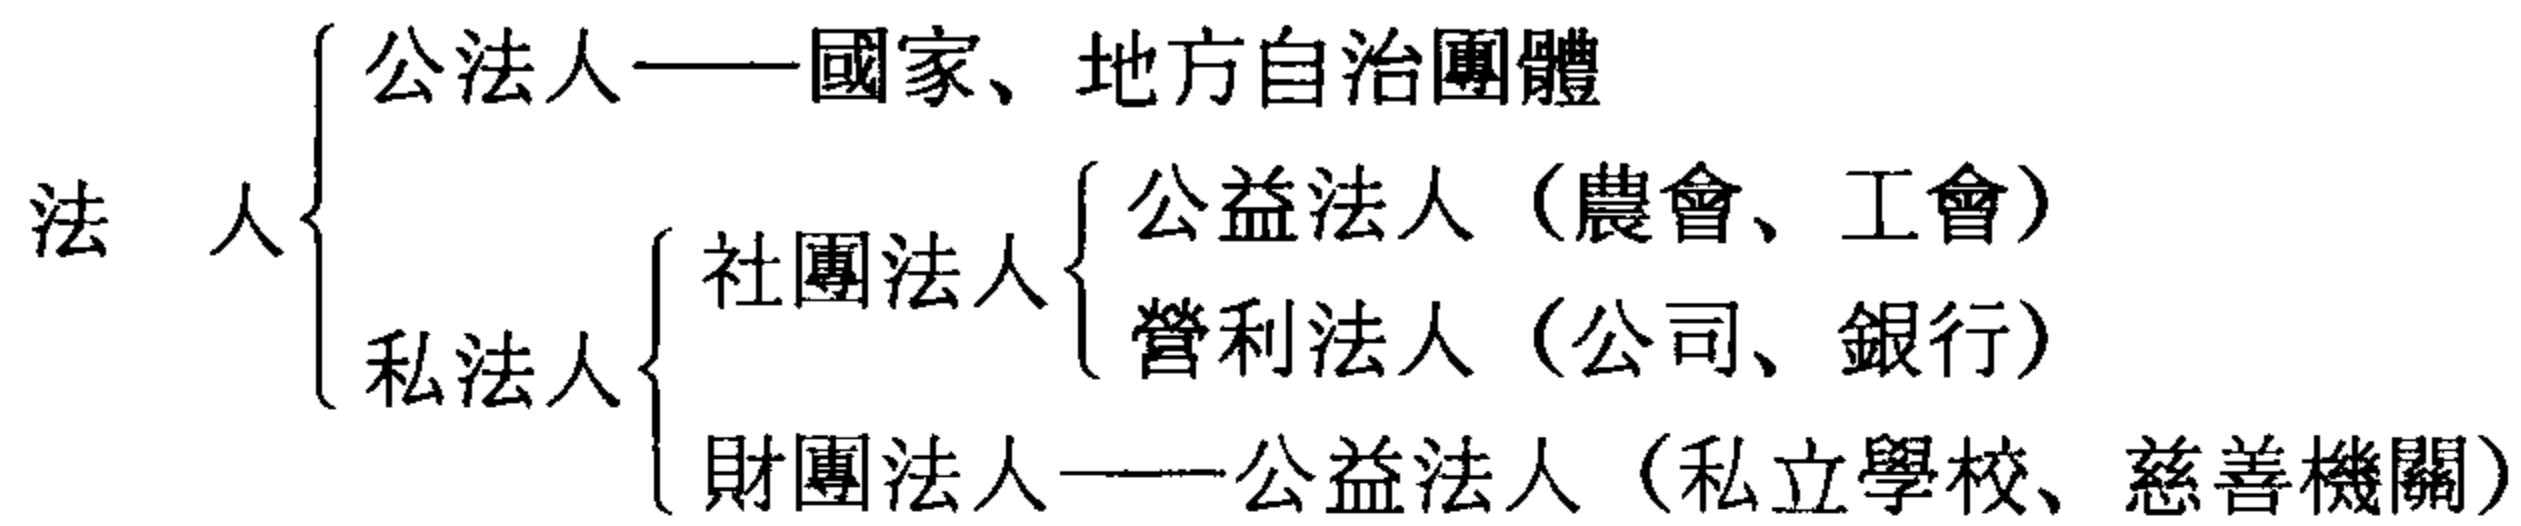 公法人——國家、地方自治團體
公益法人（農會、工會）
法　人
社團法人
營利法人（公司、銀行）
私法人
財團法人——公益法人（私立學校、慈善機關）